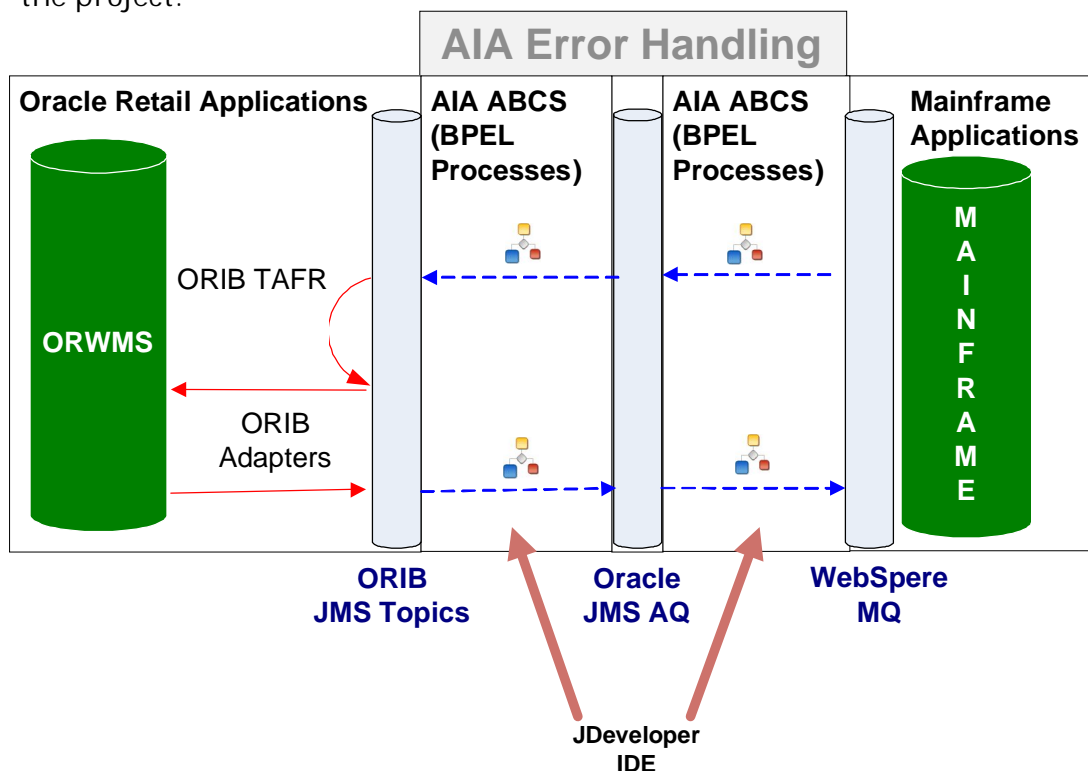 the project.
AIA Error Handling
Oracle Retail Applications
AIA ABCS
(BPEL
Processes)
AIA ABCS
(BPEL
Processes)
Mainframe
Applications
ORIB TAFR
ORWMS
ORIB
Adapters
M
A
I
N
F
R
A
M
E
ORIB
JMS Topics
Oracle
JMS AQ
WebSpere
MQ
JDeveloper
IDE